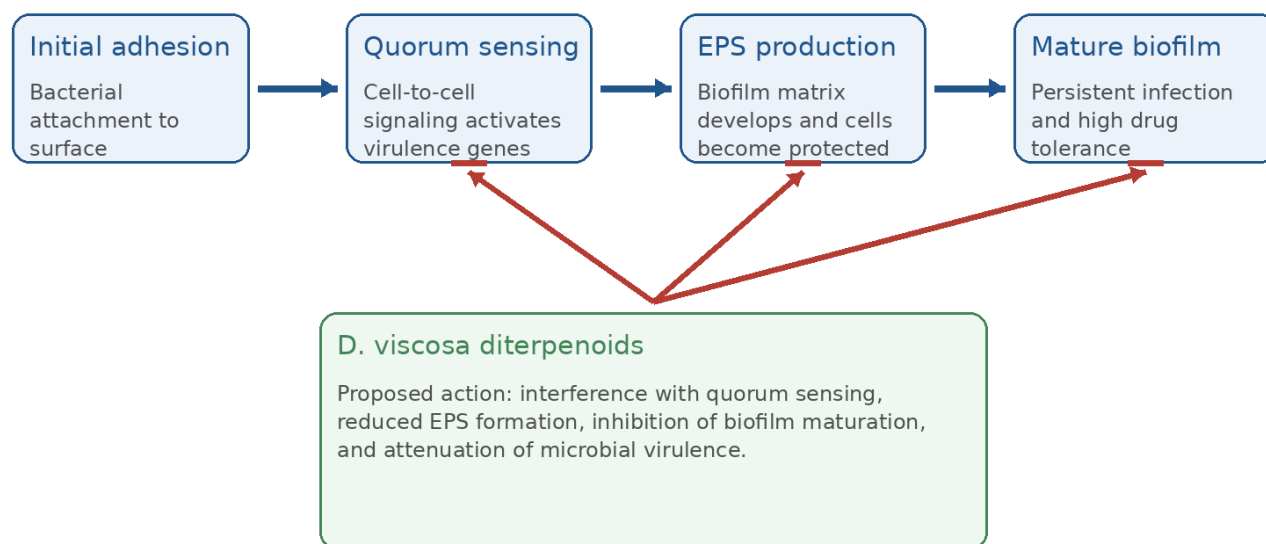 Initial adhesion
Bacterial
attachment to
surface
Quorum sensing
Cell-to-cell
signaling activates
virulence genes
EPS production
Biofilm matrix
develops and cells
become protected
Mature biofilm
Persistent infection
and high drug
tolerance
D. viscosa diterpenoids
Proposed action: interference with quorum sensing,
reduced EPS formation, inhibition of biofilm maturation,
and attenuation of microbial virulence.